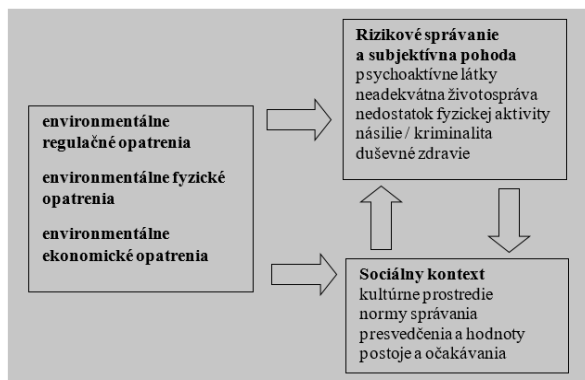 environmentálne
regulačné opatrenia
environmentálne fyzické
opatrenia
environmentálne
ekonomické opatrenia
Rizikové správanie
a subjektívna pohoda
psychoaktívne látky
neadekvátna životospráva
nedostatok fyzickej aktivity
násilie / kriminalita
duševné zdravie
Sociálny kontext
kultúrne prostredie
normy správania
presvedčenia a hodnoty
postoje a očakávania